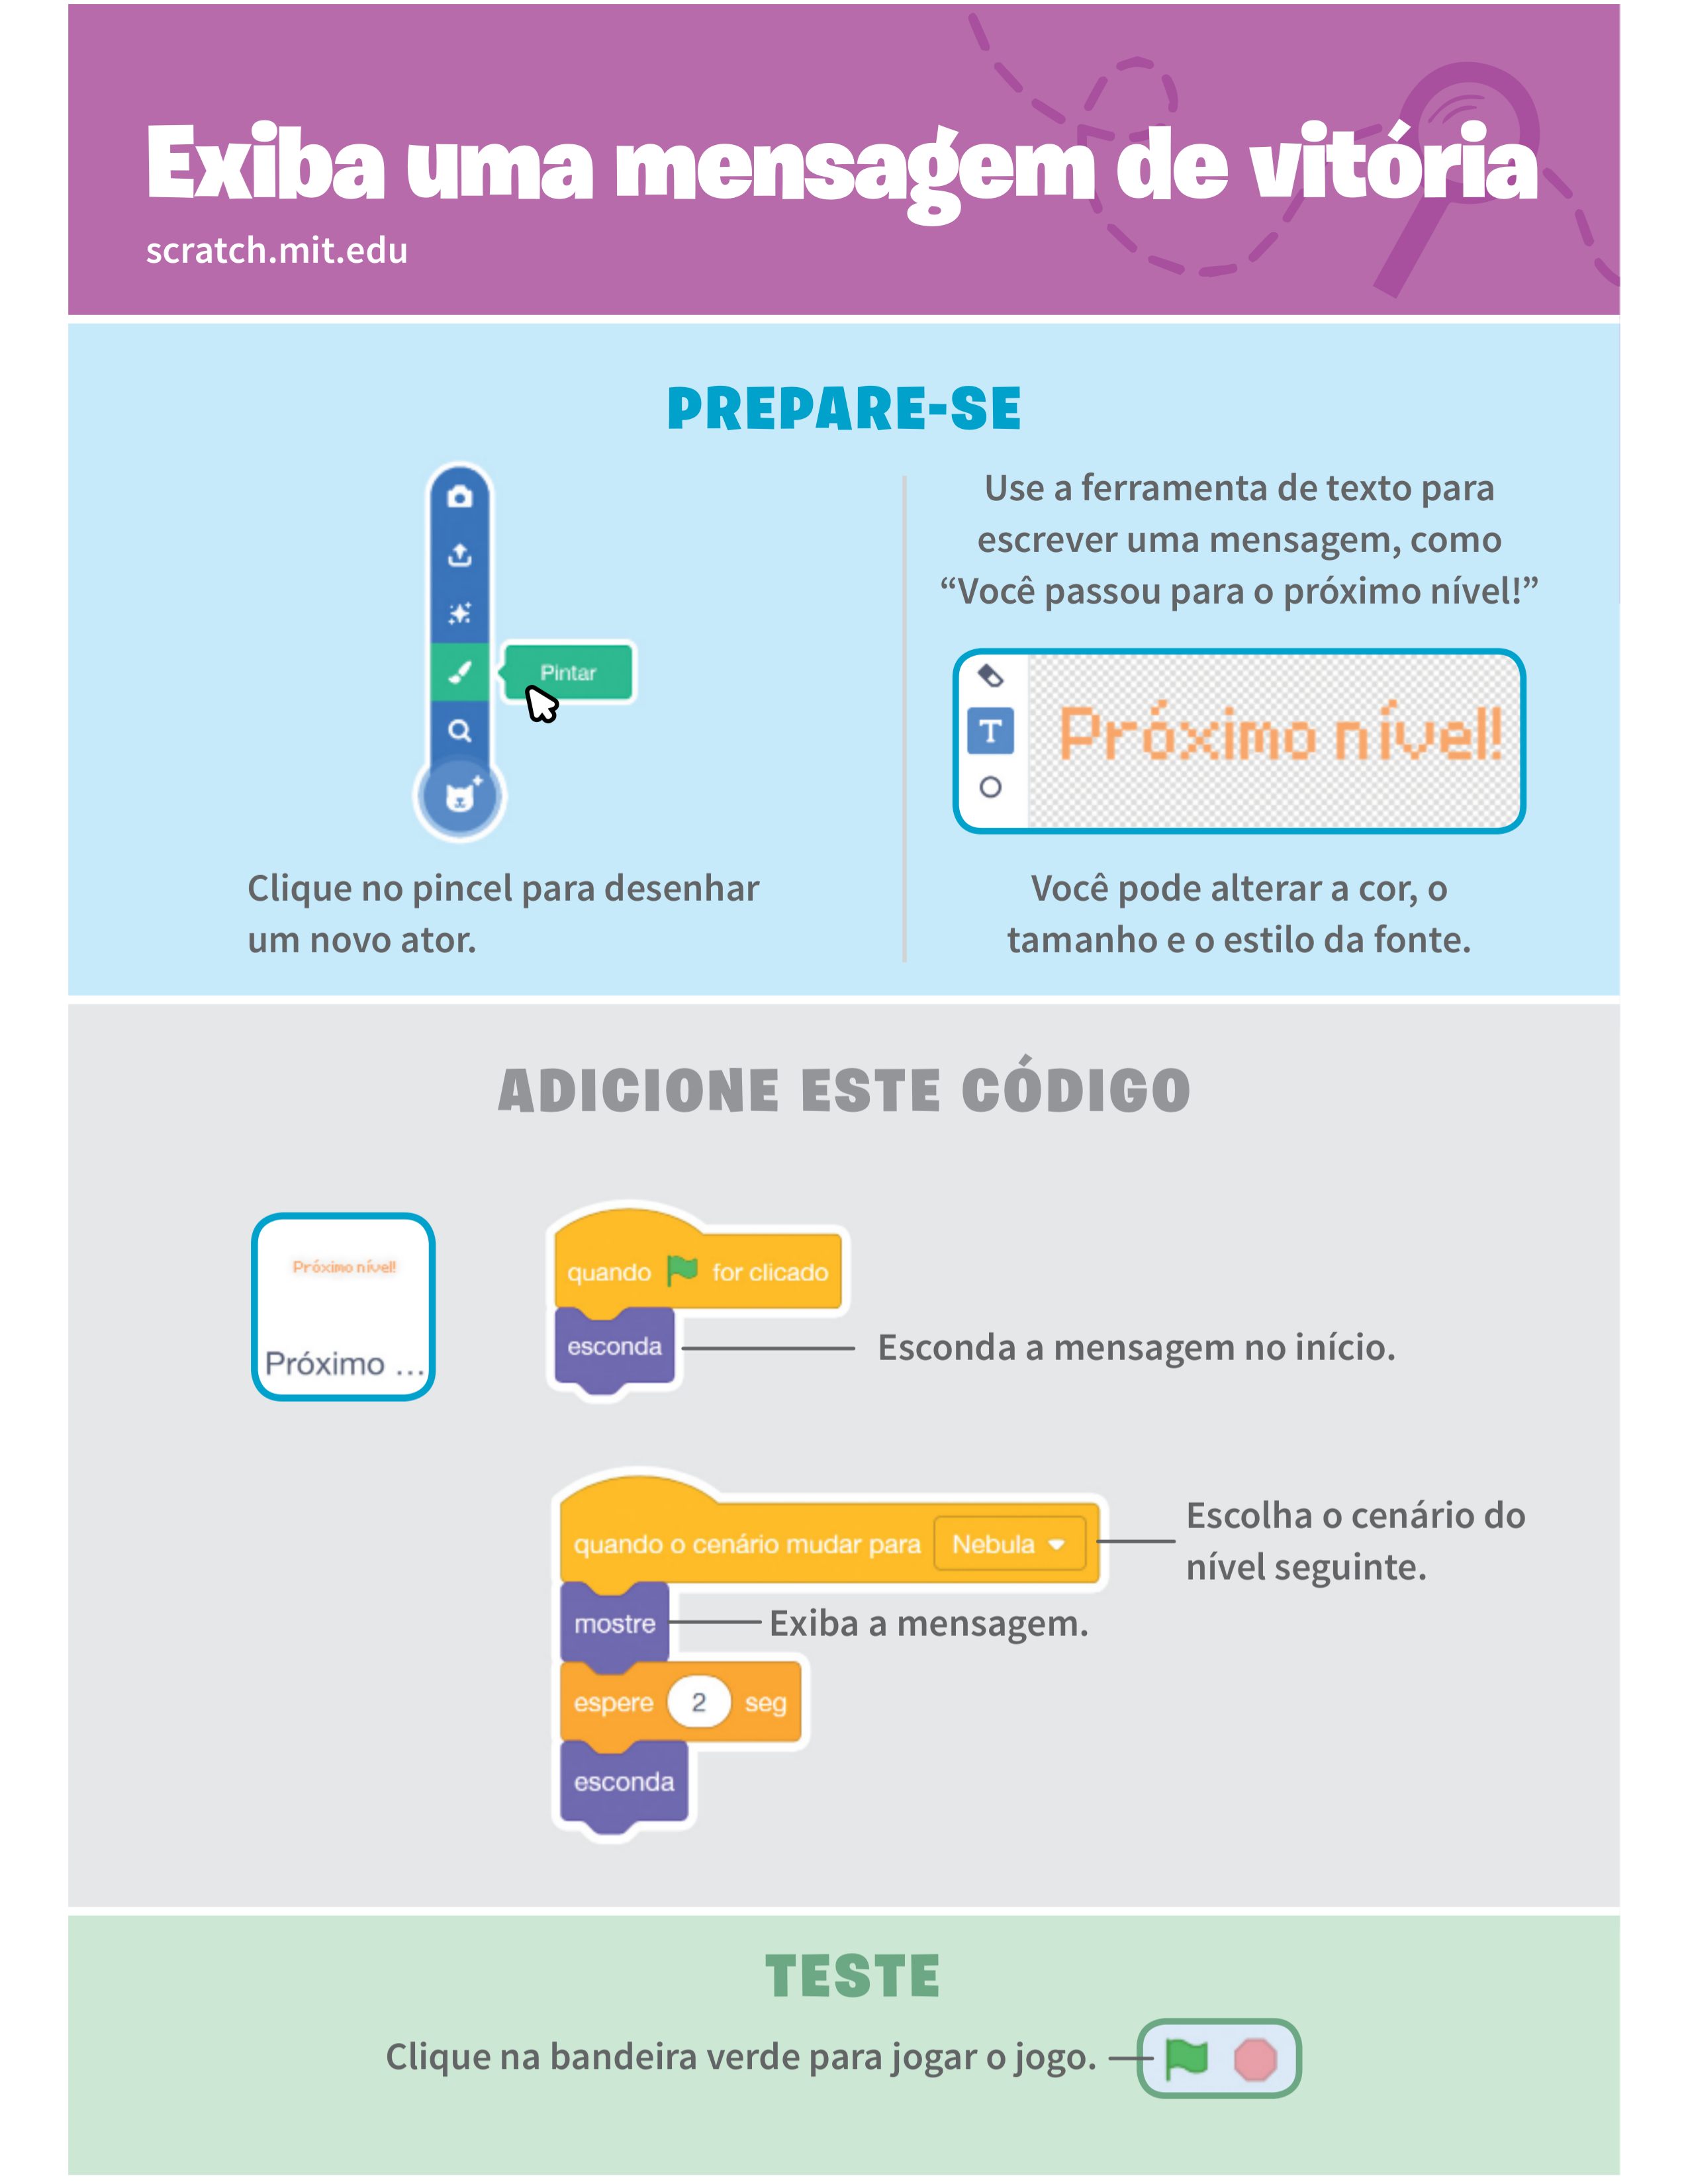 Exiba uma mensagem de vitória
scratch.mit.edu
PREPARE-SE
Pintar
Clique no pincel para desenhar
um novo ator.
Use a ferramenta de texto para
escrever uma mensagem, como
“Você passou para o próximo nível!”
T
Próximo nível!
Você pode alterar a cor, o
tamanho e o estilo da fonte.
ADICIONE ESTE CÓDIGO
Próximo nível!
Próximo ...
quando for clicado
esconda
Esconda a mensagem no início.
quando o cenário mudar para Nebula
Escolha o cenário do
nível seguinte.
mostre
Exiba a mensagem.
espere 2 seg
esconda
TESTE
Clique na bandeira verde para jogar o jogo.